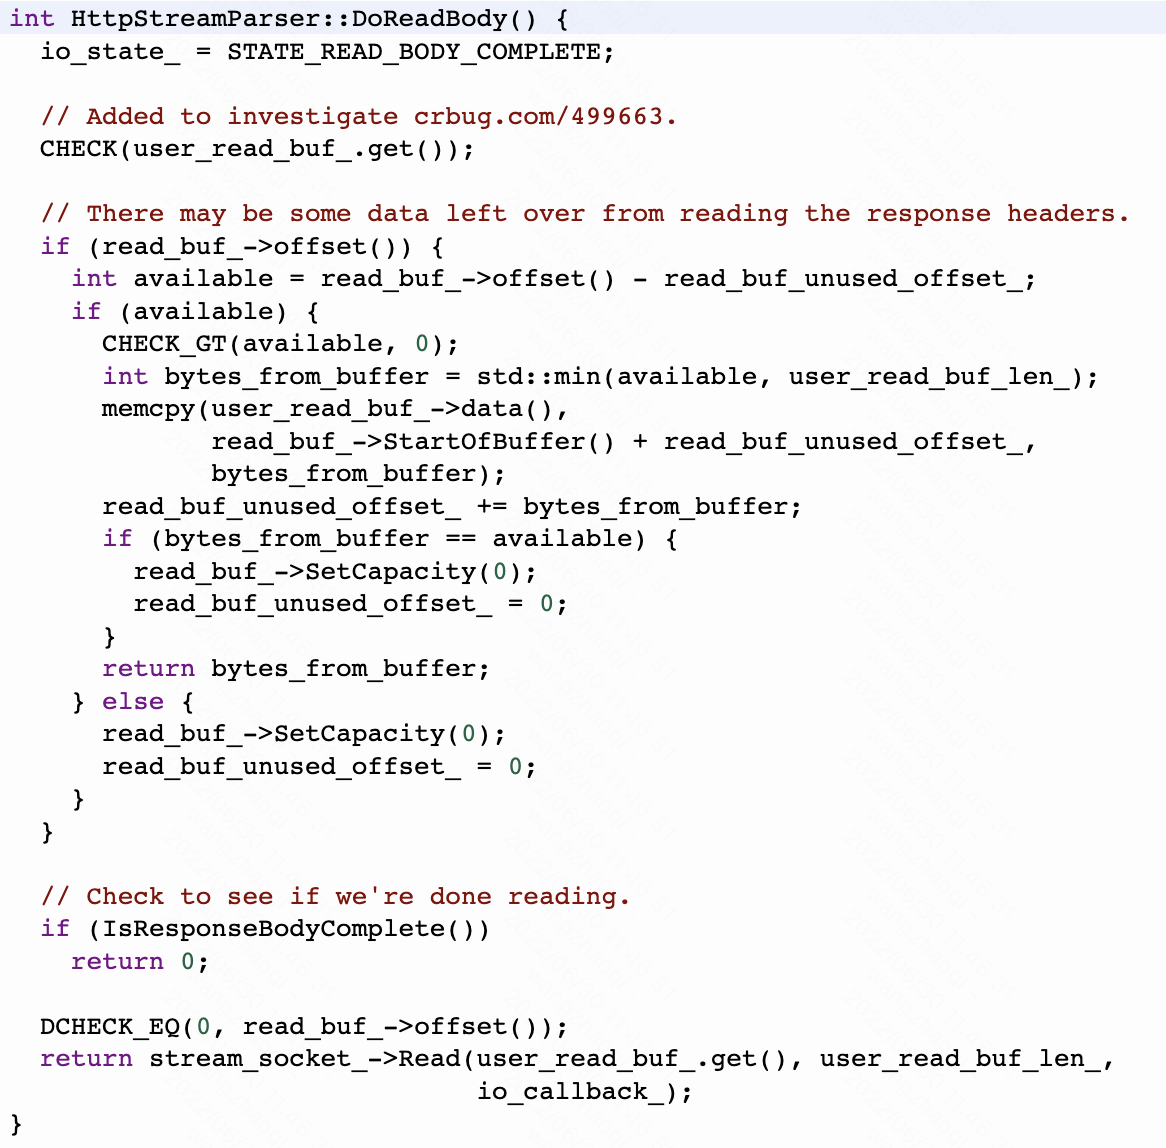 int HttpStreamParser::DoReadBody() {
  io_state_ = STATE_READ_BODY_COMPLETE;

  // Added to investigate crbug.com/499663.
  CHECK(user_read_buf_.get());

  // There may be some data left over from reading the response headers.
  if (read_buf_->offset()) {
    int available = read_buf_->offset() - read_buf_unused_offset_;
    if (available) {
      CHECK_GT(available, 0);
      int bytes_from_buffer = std::min(available, user_read_buf_len_);
      memcpy(user_read_buf_->data(),
             read_buf_->StartOfBuffer() + read_buf_unused_offset_,
             bytes_from_buffer);
      read_buf_unused_offset_ += bytes_from_buffer;
      if (bytes_from_buffer == available) {
        read_buf_->SetCapacity(0);
        read_buf_unused_offset_ = 0;
      }
      return bytes_from_buffer;
    } else {
      read_buf_->SetCapacity(0);
      read_buf_unused_offset_ = 0;
    }
  }

  // Check to see if we're done reading.
  if (IsResponseBodyComplete())
    return 0;

  DCHECK_EQ(0, read_buf_->offset());
  return stream_socket_->Read(user_read_buf_.get(), user_read_buf_len_,
                              io_callback_);
}